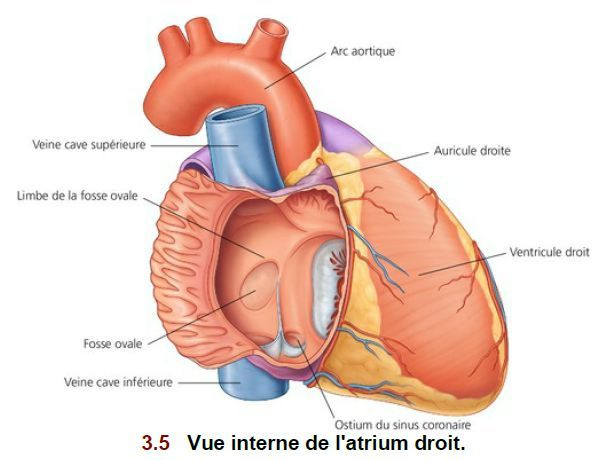 Arc aortique
Veine cave supérieure
Auricule droite
Limbe de la fosse ovale
Ventricule droit
Fosse ovale
Veine cave inférieure
Ostium du sinus coronaire
3.5 Vue interne de l'atrium droit.